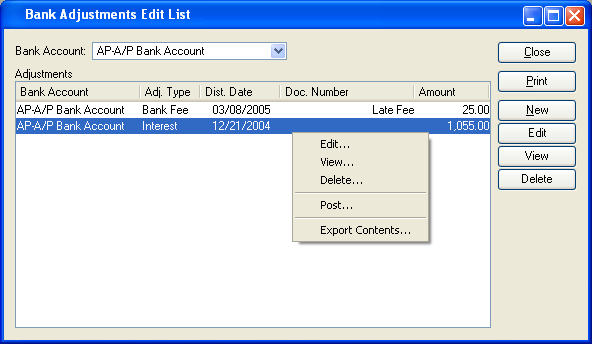 Bank Adjustments Edit List
Bank Account: AP-A/P Bank Account
Close
Adjustments
Print
Bank Account Adj. Type Dist. Date Doc. Number Amount
AP-A/P Bank Account Bank Fee 03/08/2005 Late Fee 25.00
New
AP-A/P Bank Account Interest 12/21/2004 1,055.00
Edit
View
Delete
Edit...
View...
Delete...
Post...
Export Contents...